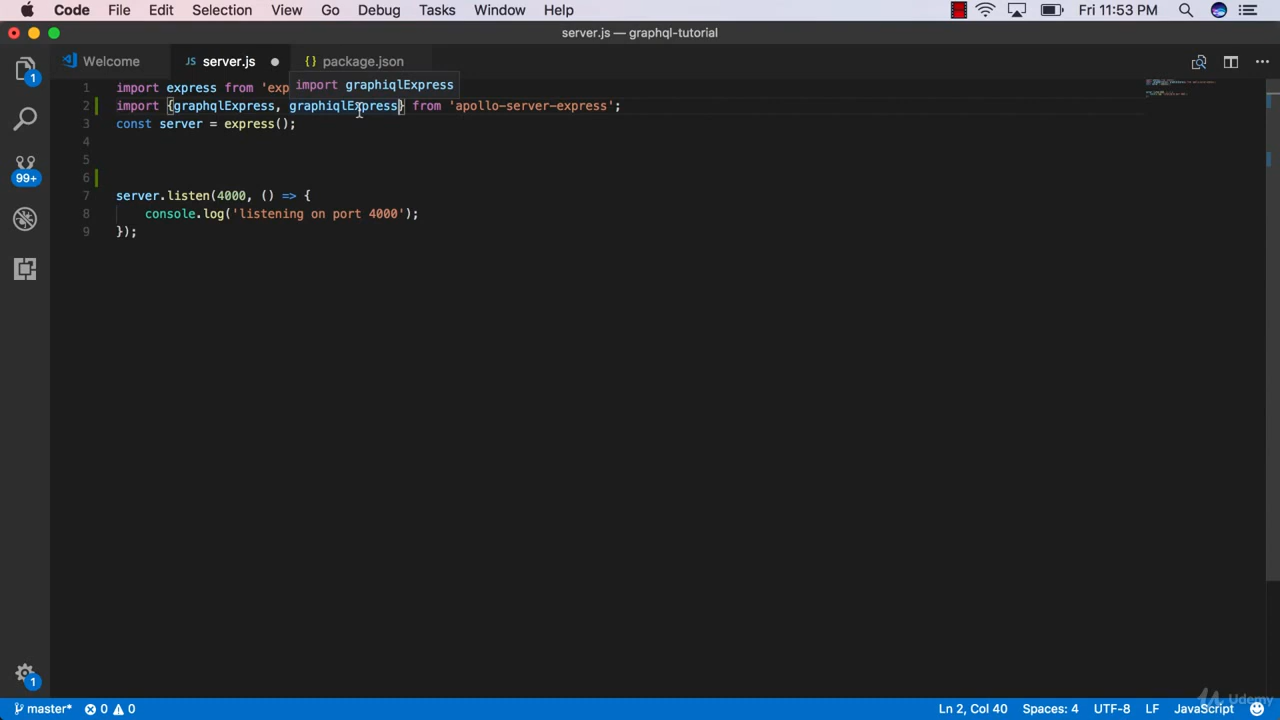 Code File Edit Selection View Go Debug Tasks Window Help Fri 11:53 PM
server.js — graphql-tutorial
Welcome JS server.js { } package.json
import graphiqlExpress
1 import express from 'exp
2 import {graphqlExpress, graphiqlExpress} from 'apollo-server-express';
3 const server = express();
4
5
6
7 server.listen(4000, () => {
8 console.log('listening on port 4000');
9 });
1
99+
1
master* 0 0 Ln 2, Col 40 Spaces: 4 UTF-8 LF JavaScript
Udemy